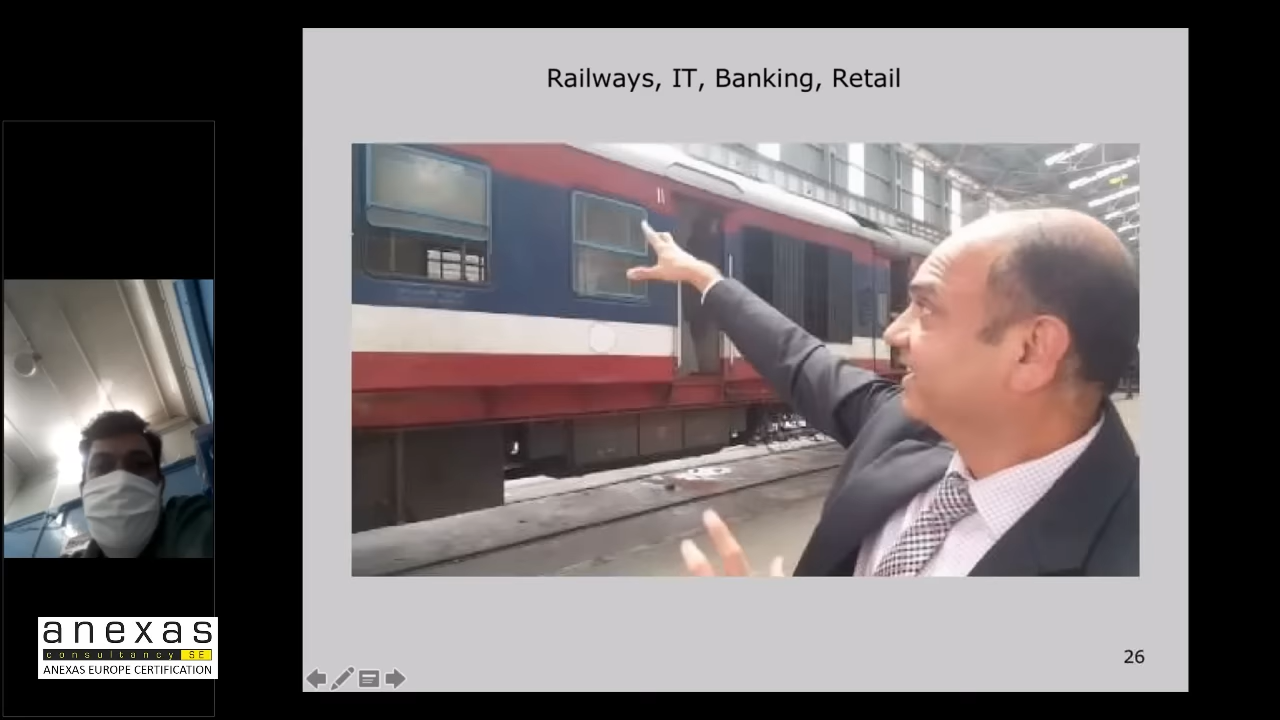 Railways, IT, Banking, Retail
26
anexas
consultancy SE
ANEXAS EUROPE CERTIFICATION